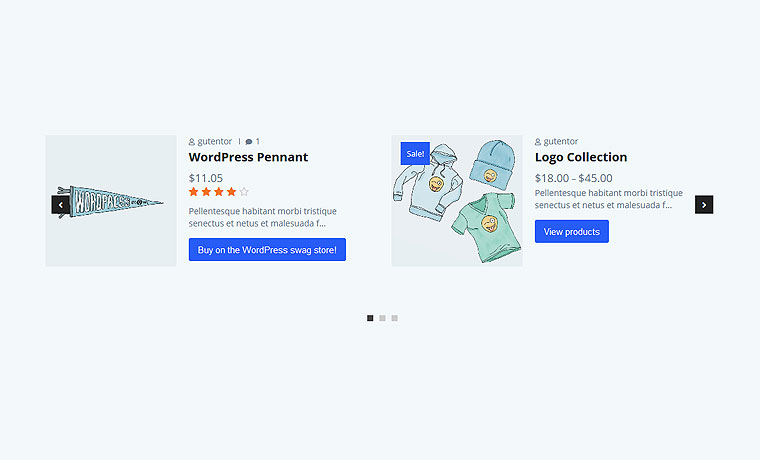 gutentor | 1
WordPress Pennant
$11.05
Pellentesque habitant morbi tristique
senectus et netus et malesuada f...
Buy on the WordPress swag store!
WORDPRESS
Sale!
gutentor
Logo Collection
$18.00 – $45.00
Pellentesque habitant morbi tristique
senectus et netus et malesuada f...
View products